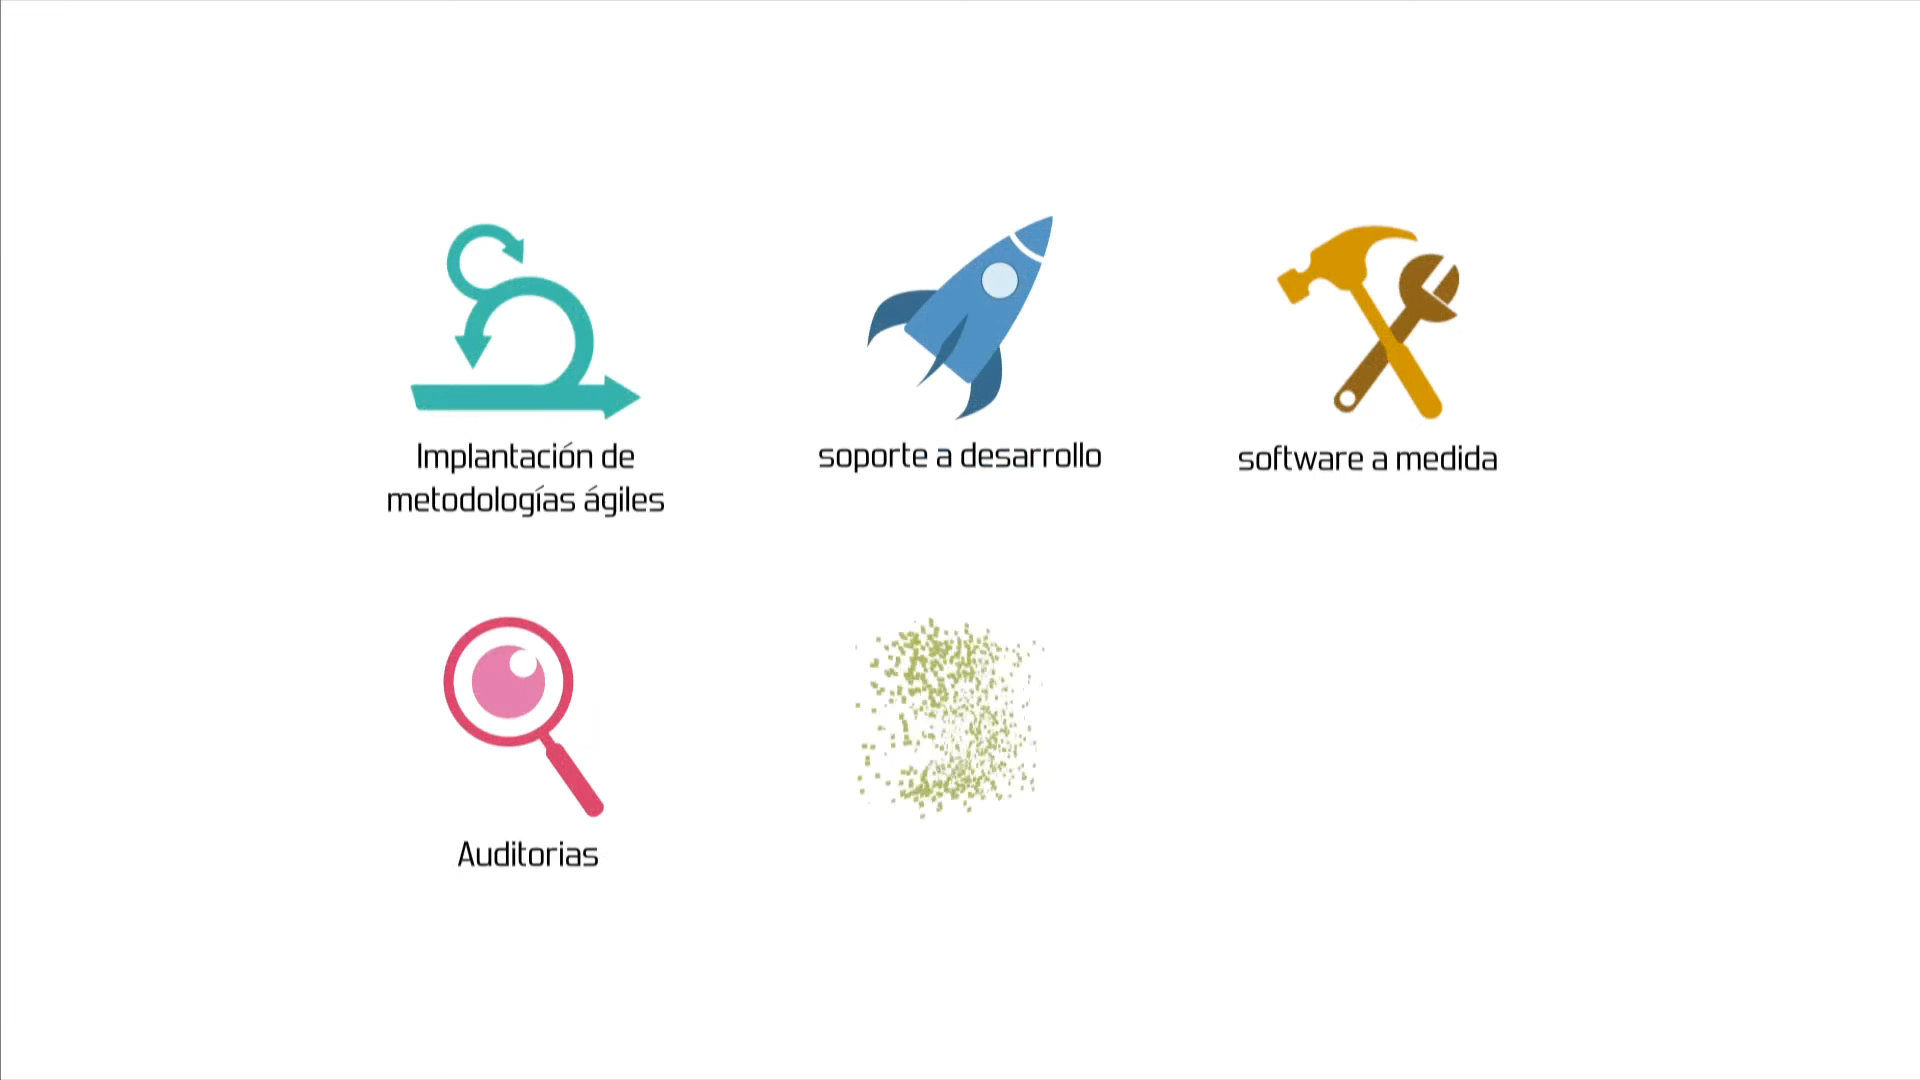 Implantación de
metodologías ágiles
soporte a desarrollo
software a medida
Auditorias